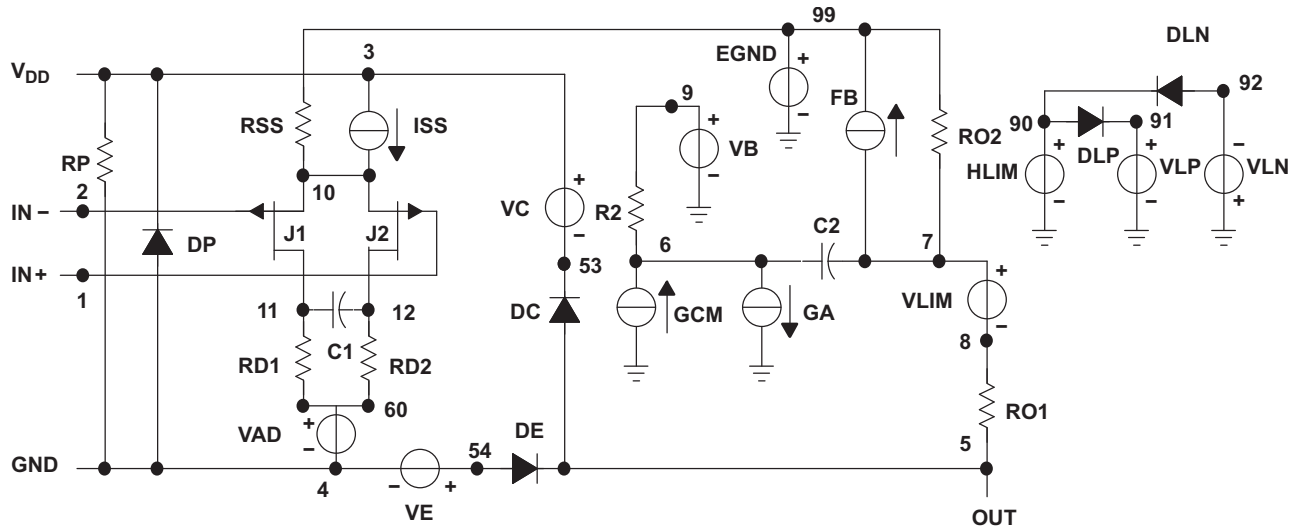 99
DLN
3
EGND
+
92
VDD
9
FB
+
90
91
RSS
ISS
VB
RO2
DLP
+
+
-
RP
−
HLIM
VLP
VLN
−
−
+
2
10
+
IN −
VC
R2
C2
J1
J2
−
6
7
DP
+
IN +
53
1
VLIM
11
12
DC
GCM
GA
−
C1
8
RD1
RD2
60
RO1
+
VAD
DE
−
54
5
GND
4
−
+
VE
OUT